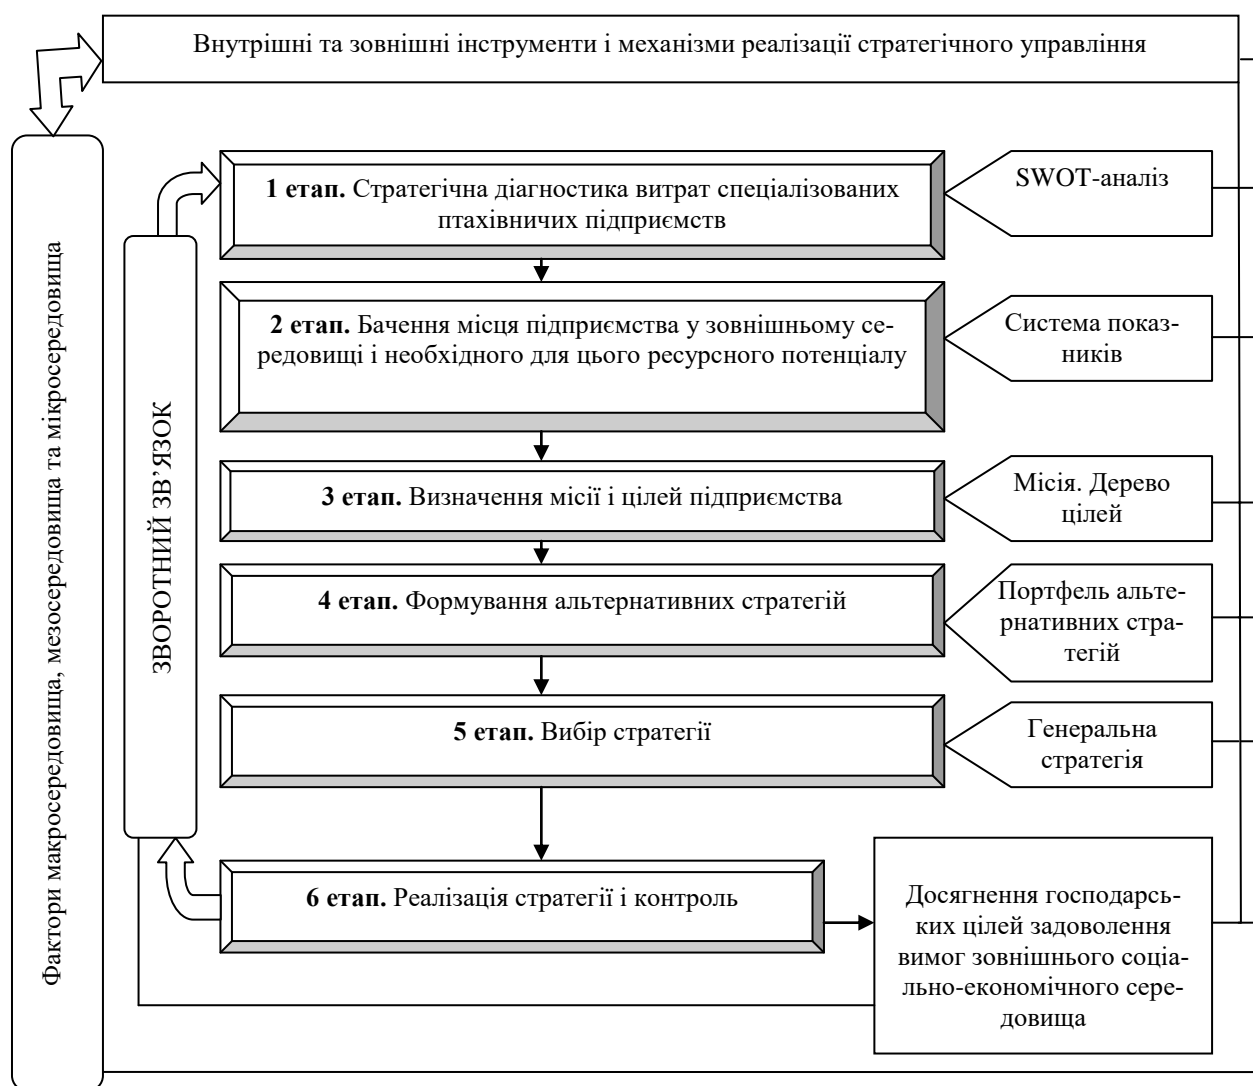 Внутрішні та зовнішні інструменти і механізми реалізації стратегічного управління
Фактори макросередовища, мезосередовища та мікросередовища
ЗВОРОТНИЙ ЗВ’ЯЗОК
1 етап. Стратегічна діагностика витрат спеціалізованих
птахівничих підприємств
SWOT-аналіз
2 етап. Бачення місця підприємства у зовнішньому се-
редовищі і необхідного для цього ресурсного потенціалу
Система показ-
ників
3 етап. Визначення місії і цілей підприємства
Місія. Дерево
цілей
4 етап. Формування альтернативних стратегій
Портфель альте-
рнативних стра-
тегій
5 етап. Вибір стратегії
Генеральна
стратегія
6 етап. Реалізація стратегії і контроль
Досягнення господарсь-
ких цілей задоволення
вимог зовнішнього соціа-
льно-економічного сере-
довища